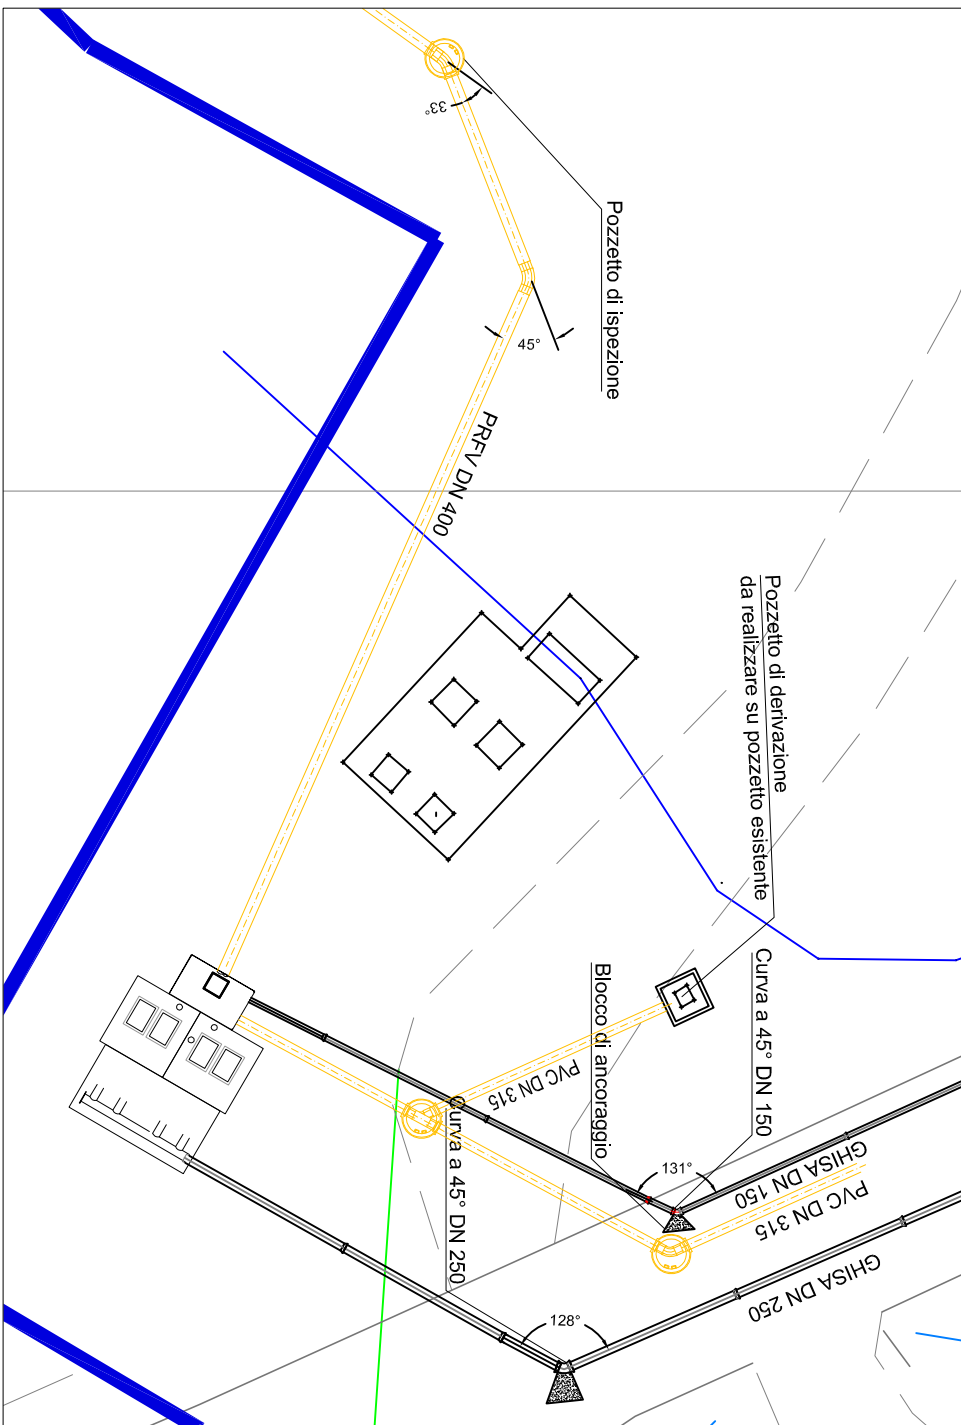 33°
Pozzetto di ispezione
45°
PRFV DN 400
Pozzetto di derivazione
da realizzare su pozzetto esistente
Curva a 45° DN 150
Blocco di ancoraggio
PVC DN 315
Curva a 45° DN 250
131°
GHISA DN 150
PVC DN 315
GHISA DN 250
128°